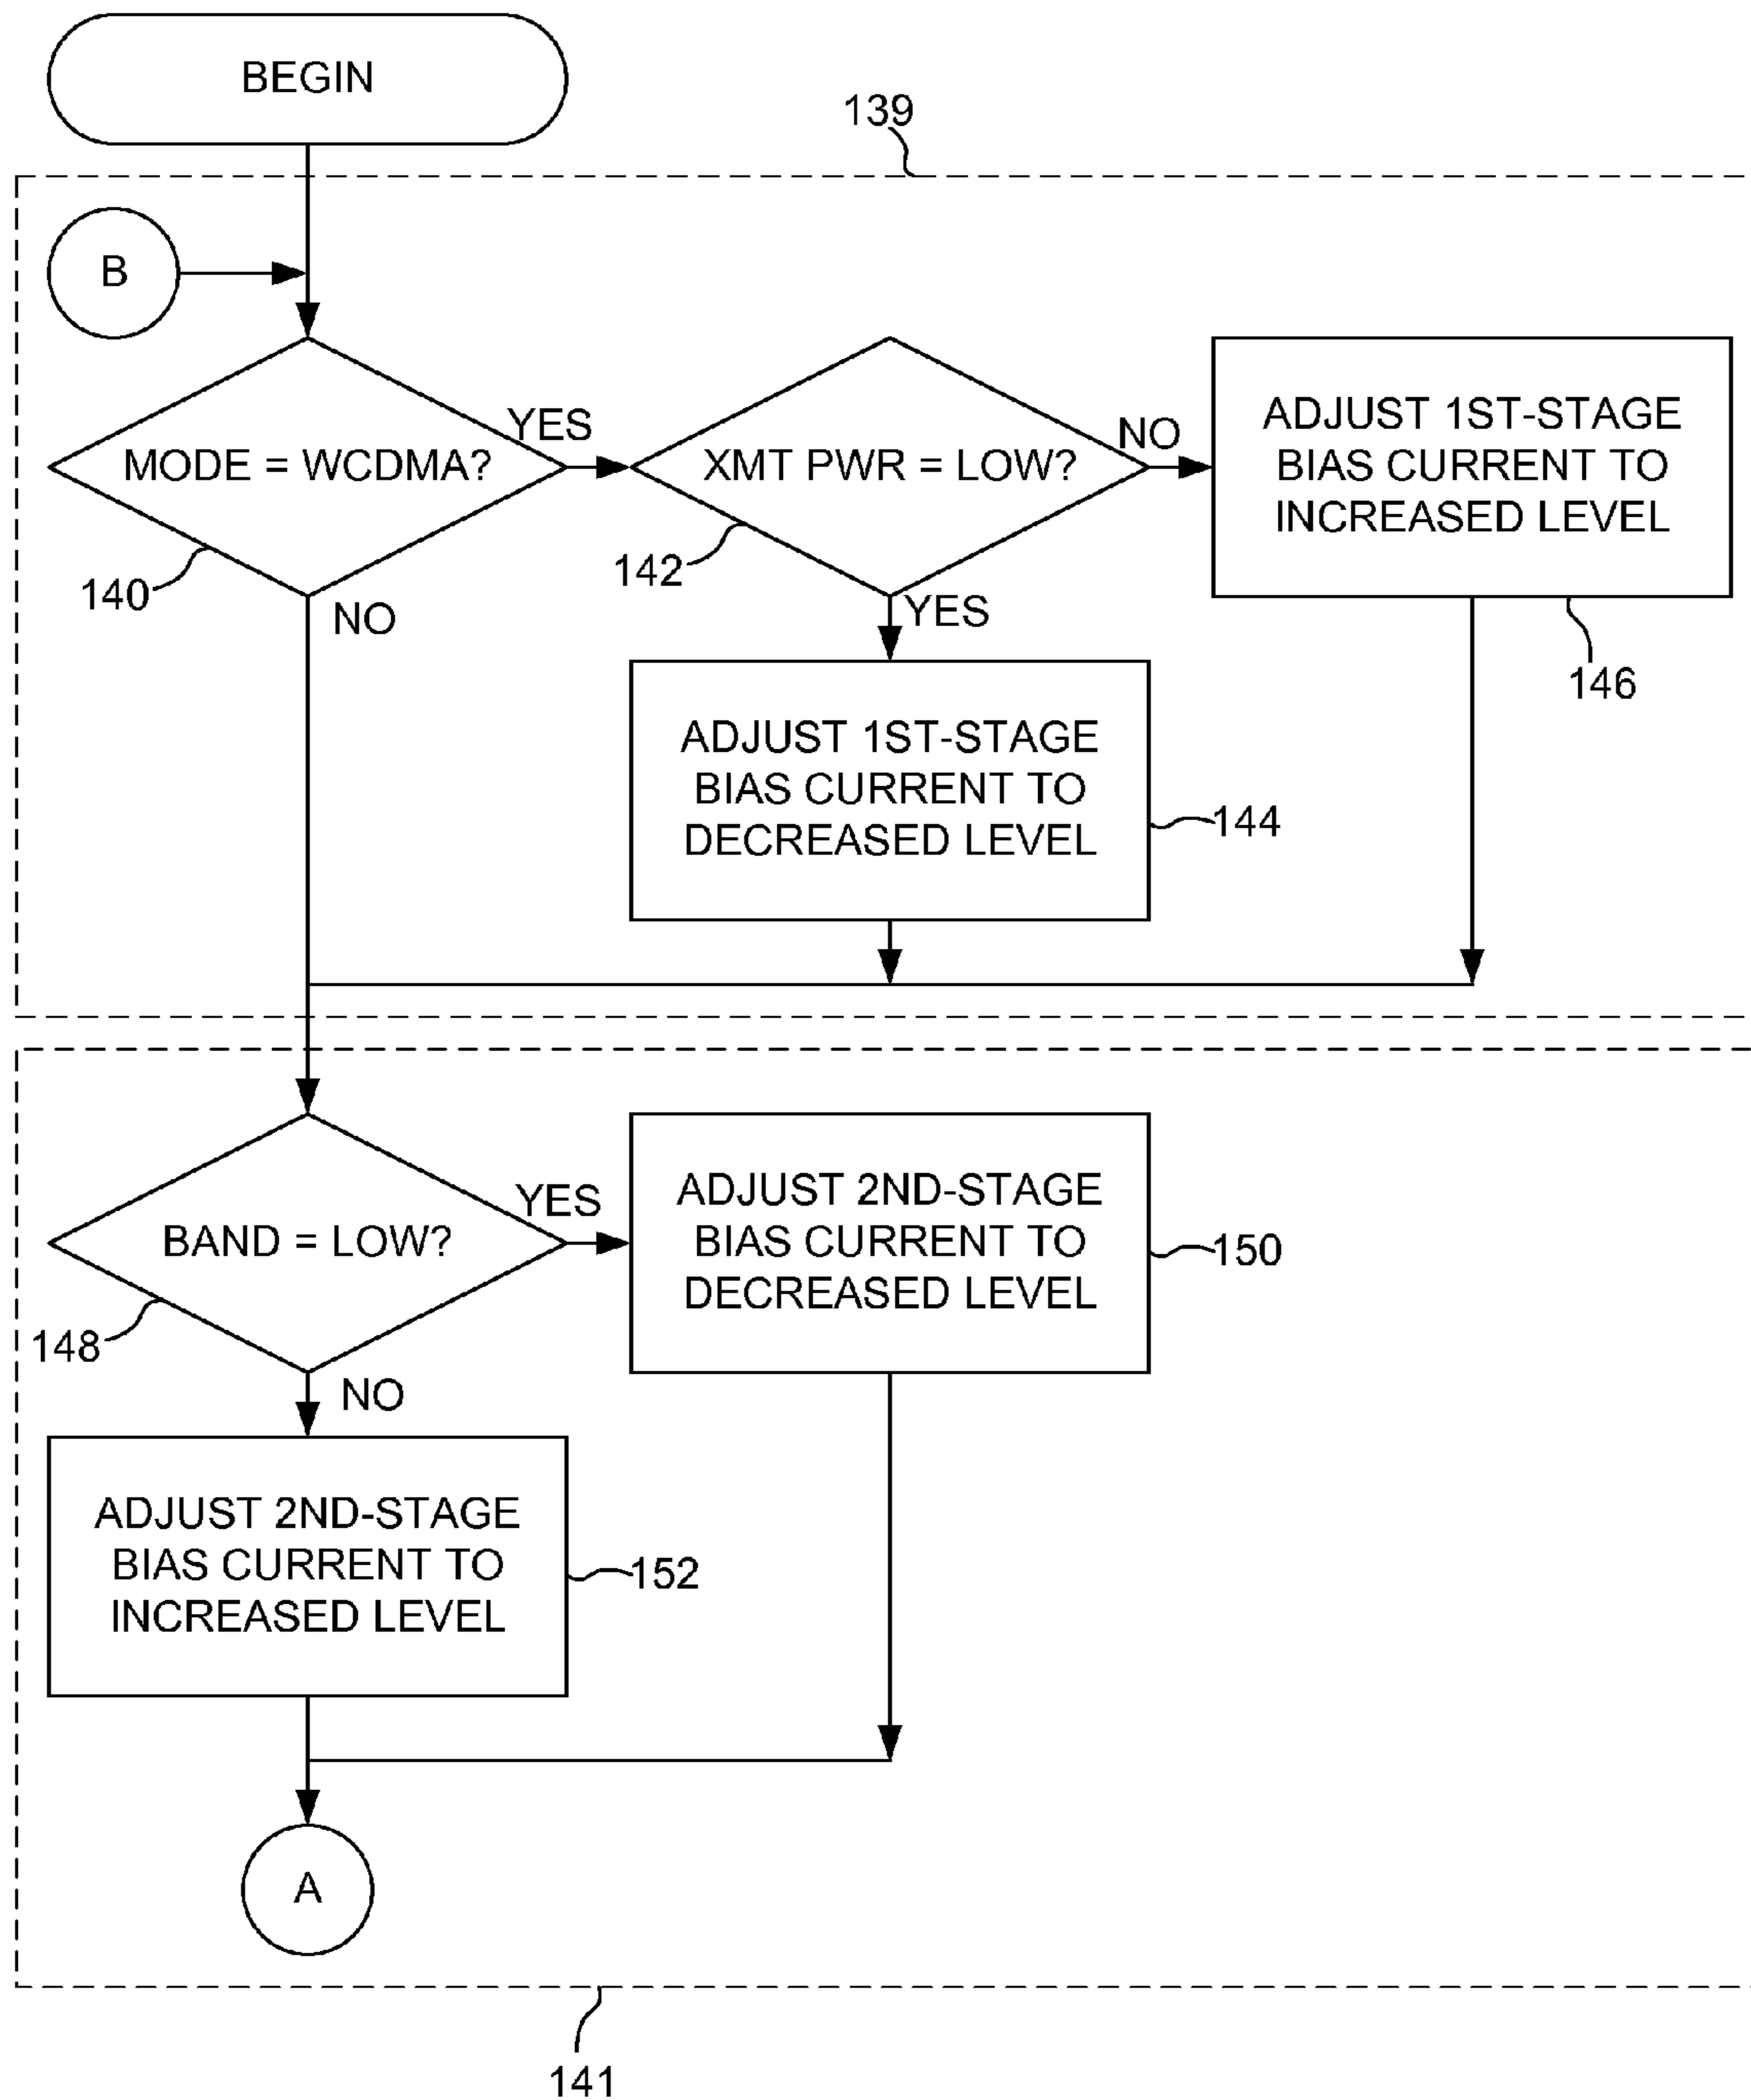 BEGIN
139
B
MODE = WCDMA?
YES
XMT PWR = LOW?
NO
ADJUST 1ST-STAGE
BIAS CURRENT TO
INCREASED LEVEL
140
NO
142
YES
146
ADJUST 1ST-STAGE
BIAS CURRENT TO
DECREASED LEVEL
144
BAND = LOW?
YES
ADJUST 2ND-STAGE
BIAS CURRENT TO
DECREASED LEVEL
150
148
NO
ADJUST 2ND-STAGE
BIAS CURRENT TO
INCREASED LEVEL
152
A
141